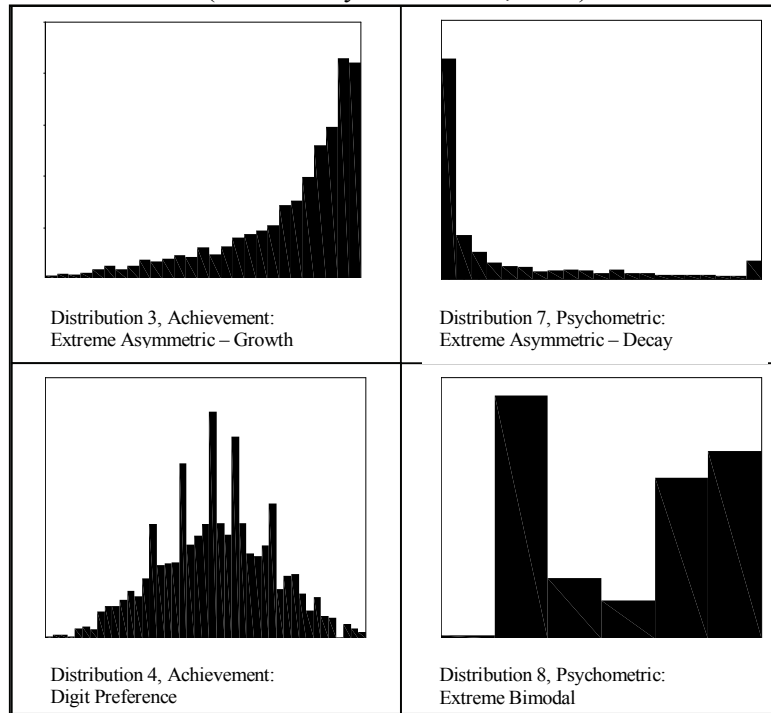 Distribution 3, Achievement:
Extreme Asymmetric – Growth
Distribution 7, Psychometric:
Extreme Asymmetric – Decay
Distribution 4, Achievement:
Digit Preference
Distribution 8, Psychometric:
Extreme Bimodal